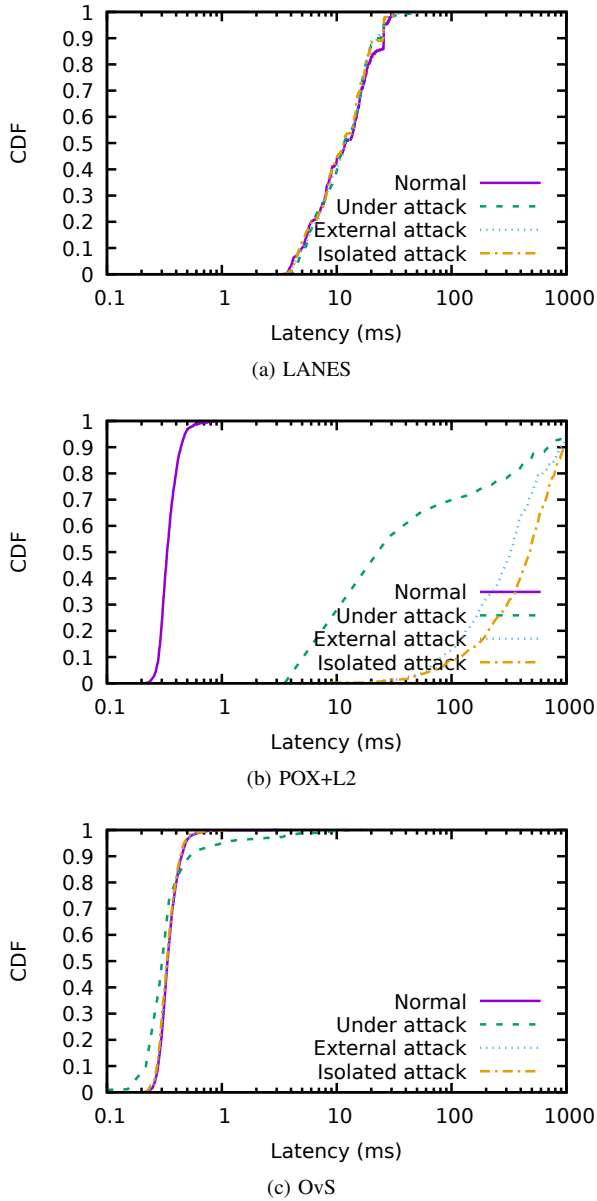 1
0.9
0.8
0.7
0.6
0.5
0.4
0.3
0.2
0.1
0
CDF
Normal
Under attack
External attack
Isolated attack
0.1 1 10 100 1000
Latency (ms)
(a) LANES
1
0.9
0.8
0.7
0.6
0.5
0.4
0.3
0.2
0.1
0
CDF
Normal
Under attack
External attack
Isolated attack
0.1 1 10 100 1000
Latency (ms)
(b) POX+L2
1
0.9
0.8
0.7
0.6
0.5
0.4
0.3
0.2
0.1
0
CDF
Normal
Under attack
External attack
Isolated attack
0.1 1 10 100 1000
Latency (ms)
(c) OvS